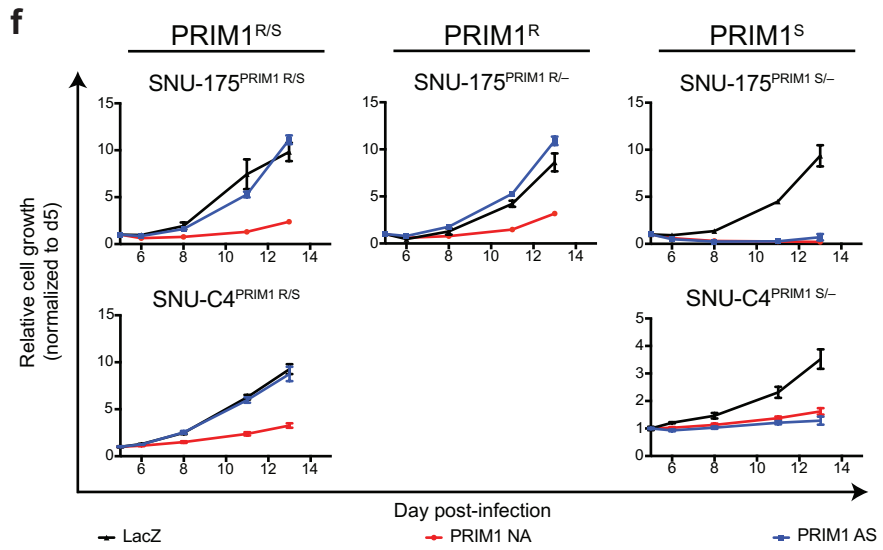 f
PRIM1R/S PRIM1R PRIM1S
SNU-175PRIM1 R/S SNU-175PRIM1 R/– SNU-175PRIM1 S/–
15 15 15
10 10 10
5 5 5
0 0 0
6 8 10 12 14 6 8 10 12 14 6 8 10 12 14
Relative cell growth
(normalized to d5)
SNU-C4PRIM1 R/S SNU-C4PRIM1 S/–
15 5
10 4
5 3
0 2
1
0
6 8 10 12 14 6 8 10 12 14
Day post-infection
LacZ PRIM1 NA PRIM1 AS